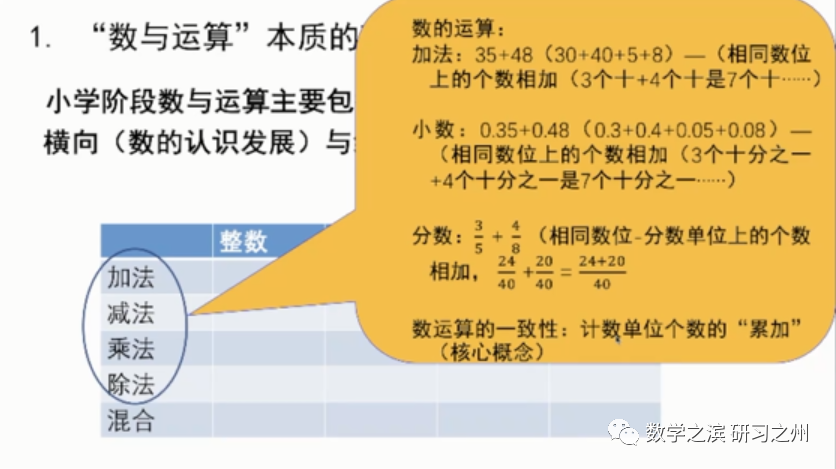 1. “数与运算”本质的
小学阶段数与运算主要包
横向（数的认识发展）与
数的运算：
加法：35+48（30+40+5+8）—（相同数位
上的个数相加（3个十+4个十是7个十……）
小数：0.35+0.48（0.3+0.4+0.05+0.08）—
（相同数位上的个数相加（3个十分之一
+4个十分之一是7个十分之一……）
分数：3/5 + 4/8（相同数位-分数单位上的个数
相加，24/40 + 20/40 = 24+20/40
数运算的一致性：计数单位个数的“累加”
（核心概念）
整数
加法
减法
乘法
除法
混合
数学之滨 研习之州